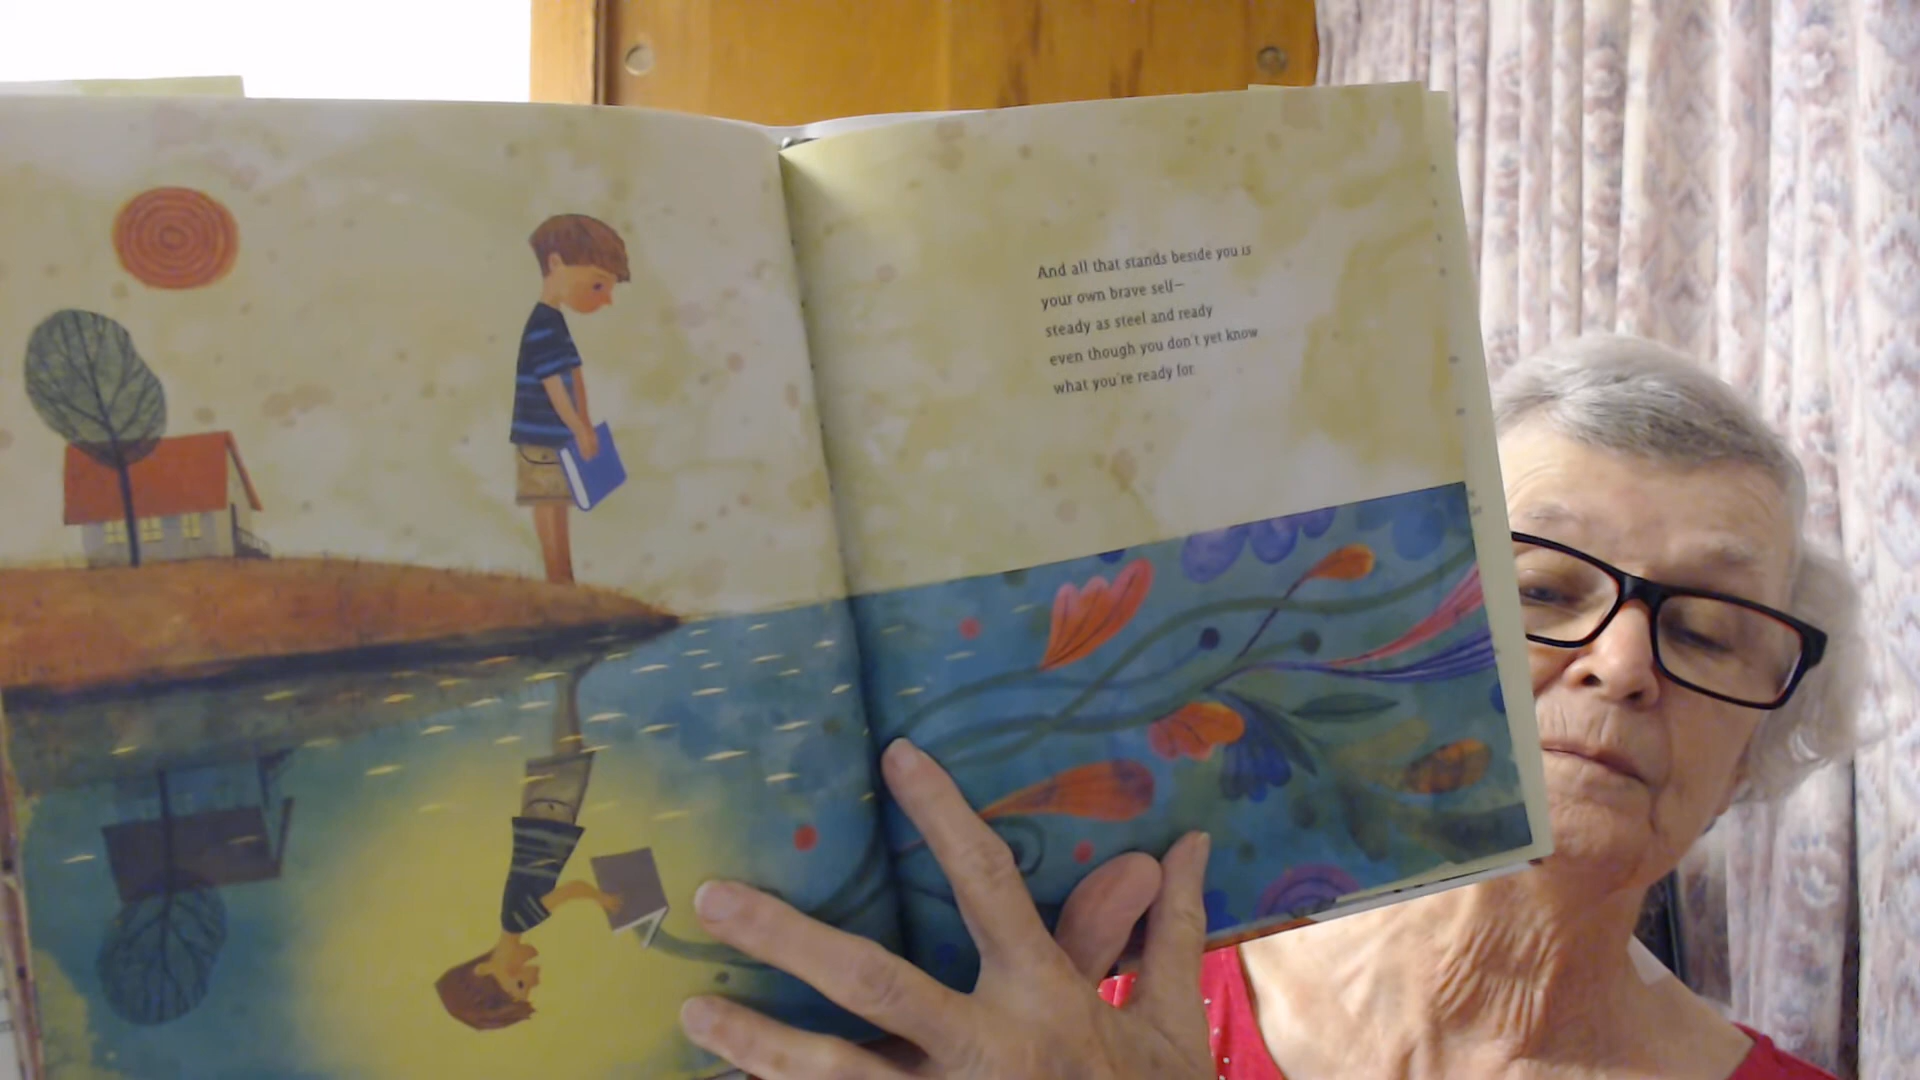 And all that stands beside you is
your own brave self—
steady as steel and ready
even though you don't yet know
what you're ready for.